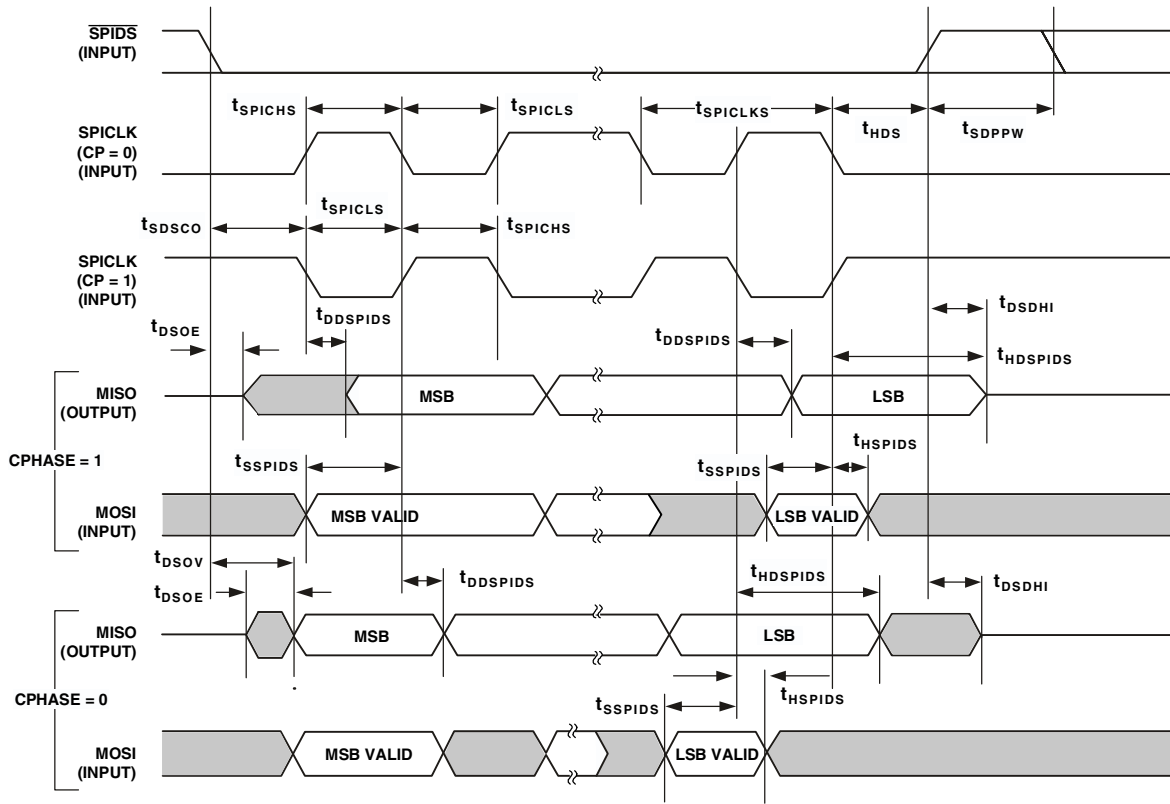 SPIDS
(INPUT)
tSPICHS
tSPICLS
tSPICLKS
tHDS
tSDPPW
SPICLK
(CP = 0)
(INPUT)
tSDSCO
tSPICLS
tSPICHS
SPICLK
(CP = 1)
(INPUT)
tDSOE
tDDSPIDS
tDDSPIDS
tDSDHI
tHDSPIDS
MISO
(OUTPUT)
MSB
LSB
CPHASE = 1
tSSPIDS
tSSPIDS
tHSPIDS
MOSI
(INPUT)
MSB VALID
LSB VALID
tDSOV
tDSOE
tDDSPIDS
tHDSPIDS
tDSDHI
MISO
(OUTPUT)
MSB
LSB
CPHASE = 0
tSSPIDS
tHSPIDS
MOSI
(INPUT)
MSB VALID
LSB VALID